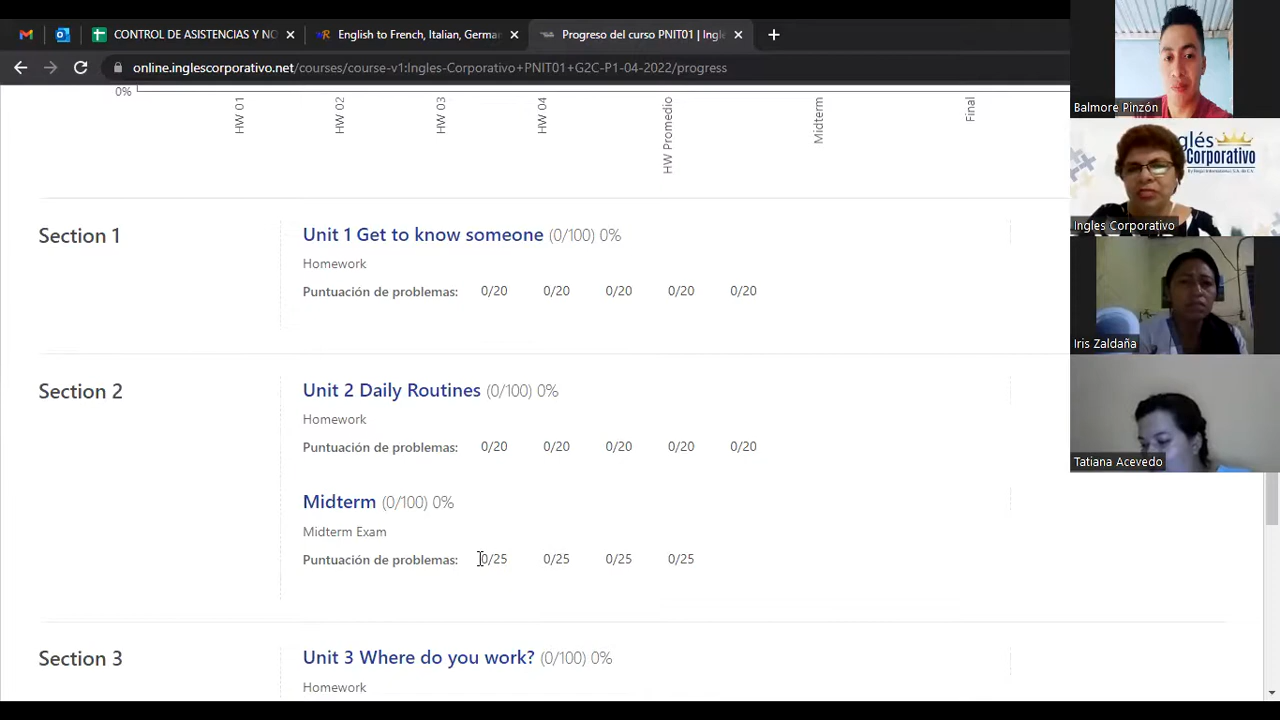 CONTROL DE ASISTENCIAS Y NO
English to French, Italian, Germa
Progreso del curso PNIT01 | Ingl
online.inglescorporativo.net/courses/course-v1:Ingles-Corporativo+PNIT01+G2C-P1-04-2022/progress
0%
HW 01
HW 02
HW 03
HW 04
HW Promedio
Midterm
Final
Section 1
Unit 1 Get to know someone (0/100) 0%
Homework
Puntuación de problemas: 0/20 0/20 0/20 0/20 0/20
Section 2
Unit 2 Daily Routines (0/100) 0%
Homework
Puntuación de problemas: 0/20 0/20 0/20 0/20 0/20
Midterm (0/100) 0%
Midterm Exam
Puntuación de problemas: 0/25 0/25 0/25 0/25
Section 3
Unit 3 Where do you work? (0/100) 0%
Homework
Balmore Pinzón
glés
Corporativo
Ingles Corporativo
Iris Zaldaña
Tatiana Acevedo